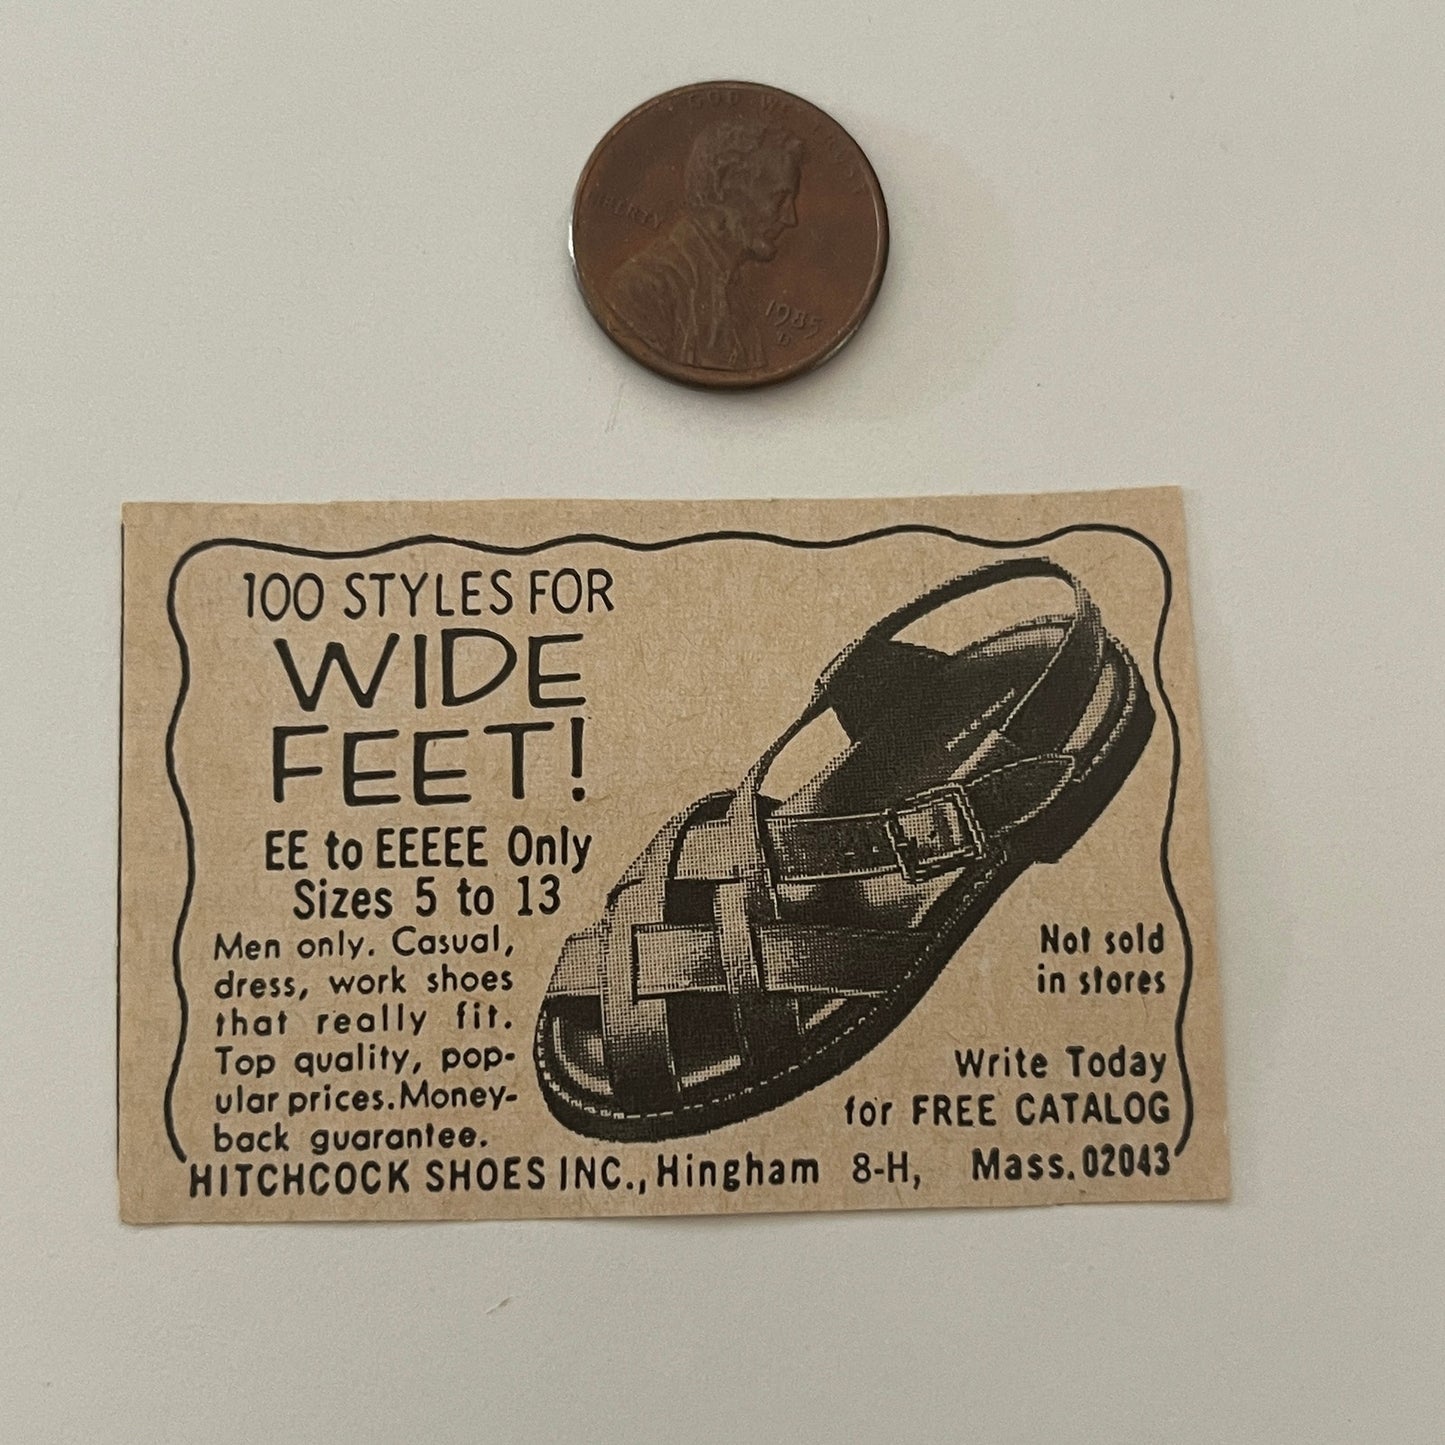 IN GOD WE TRUST
LIBERTY
1985
D
100 STYLES FOR
WIDE
FEET!
EE to EEEEE Only
Sizes 5 to 13
Men only. Casual,
dress, work shoes
that really fit.
Top quality, pop-
ular prices. Money-
back guarantee.
Not sold
in stores
Write Today
for FREE CATALOG
HITCHCOCK SHOES INC., Hingham 8-H, Mass. 02043